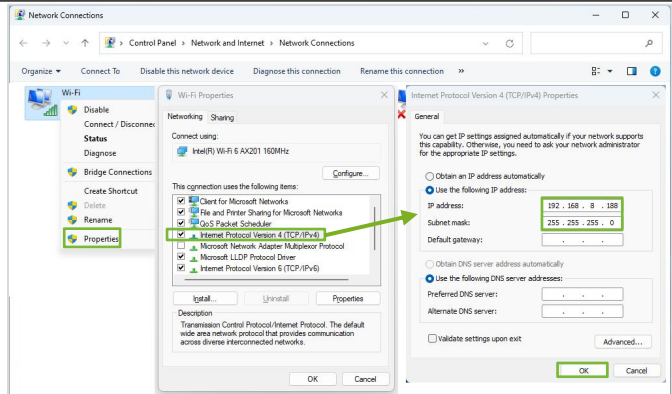 Network Connections
Control Panel > Network and Internet > Network Connections
Organize Connect To Disable this network device Diagnose this connection Rename this connection »
Wi-Fi
Disable
Connect / Disconnec
Status
Diagnose
Bridge Connections
Create Shortcut
Delete
Rename
Properties
Wi-Fi Properties
Networking Sharing
Connect using:
Intel(R) Wi-Fi 6 AX201 160MHz
Configure...
This connection uses the following items:
Client for Microsoft Networks
File and Printer Sharing for Microsoft Networks
QoS Packet Scheduler
Internet Protocol Version 4 (TCP/IPv4)
Microsoft Network Adapter Multiplexor Protocol
Microsoft LLDP Protocol Driver
Internet Protocol Version 6 (TCP/IPv6)
Install... Uninstall Properties
Description
Transmission Control Protocol/Internet Protocol. The default
wide area network protocol that provides communication
across diverse interconnected networks.
OK Cancel
Internet Protocol Version 4 (TCP/IPv4) Properties
General
You can get IP settings assigned automatically if your network supports
this capability. Otherwise, you need to ask your network administrator
for the appropriate IP settings.
Obtain an IP address automatically
Use the following IP address:
IP address: 192 . 168 . 8 . 188
Subnet mask: 255 . 255 . 255 . 0
Default gateway: . . .
Obtain DNS server address automatically
Use the following DNS server addresses:
Preferred DNS server: . . .
Alternate DNS server: . . .
Validate settings upon exit
Advanced...
OK Cancel